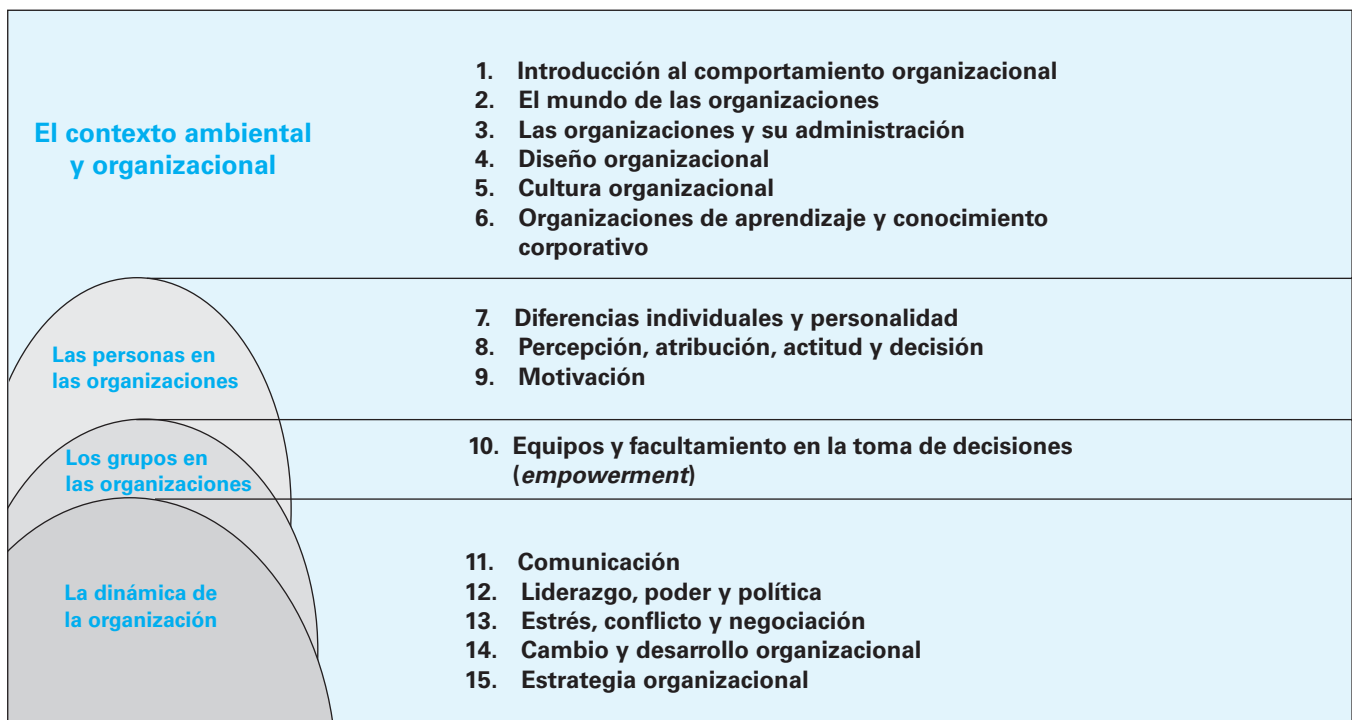 El contexto ambiental
y organizacional
1. Introducción al comportamiento organizacional
2. El mundo de las organizaciones
3. Las organizaciones y su administración
4. Diseño organizacional
5. Cultura organizacional
6. Organizaciones de aprendizaje y conocimiento
corporativo
Las personas en
las organizaciones
7. Diferencias individuales y personalidad
8. Percepción, atribución, actitud y decisión
9. Motivación
Los grupos en
las organizaciones
10. Equipos y facultamiento en la toma de decisiones
(empowerment)
La dinámica de
la organización
11. Comunicación
12. Liderazgo, poder y política
13. Estrés, conflicto y negociación
14. Cambio y desarrollo organizacional
15. Estrategia organizacional